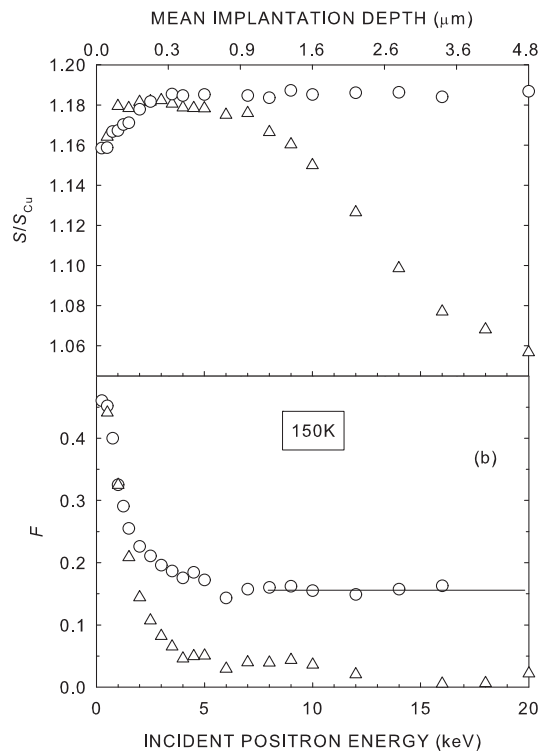 MEAN IMPLANTATION DEPTH (μm)
0.0 0.3 0.9 1.6 2.6 3.6 4.8
1.20
1.18
1.16
1.14
1.12
1.10
1.08
1.06
S/S_Cu
0.4
0.3
0.2
0.1
0.0
F
150K
(b)
0 5 10 15 20
INCIDENT POSITRON ENERGY (keV)